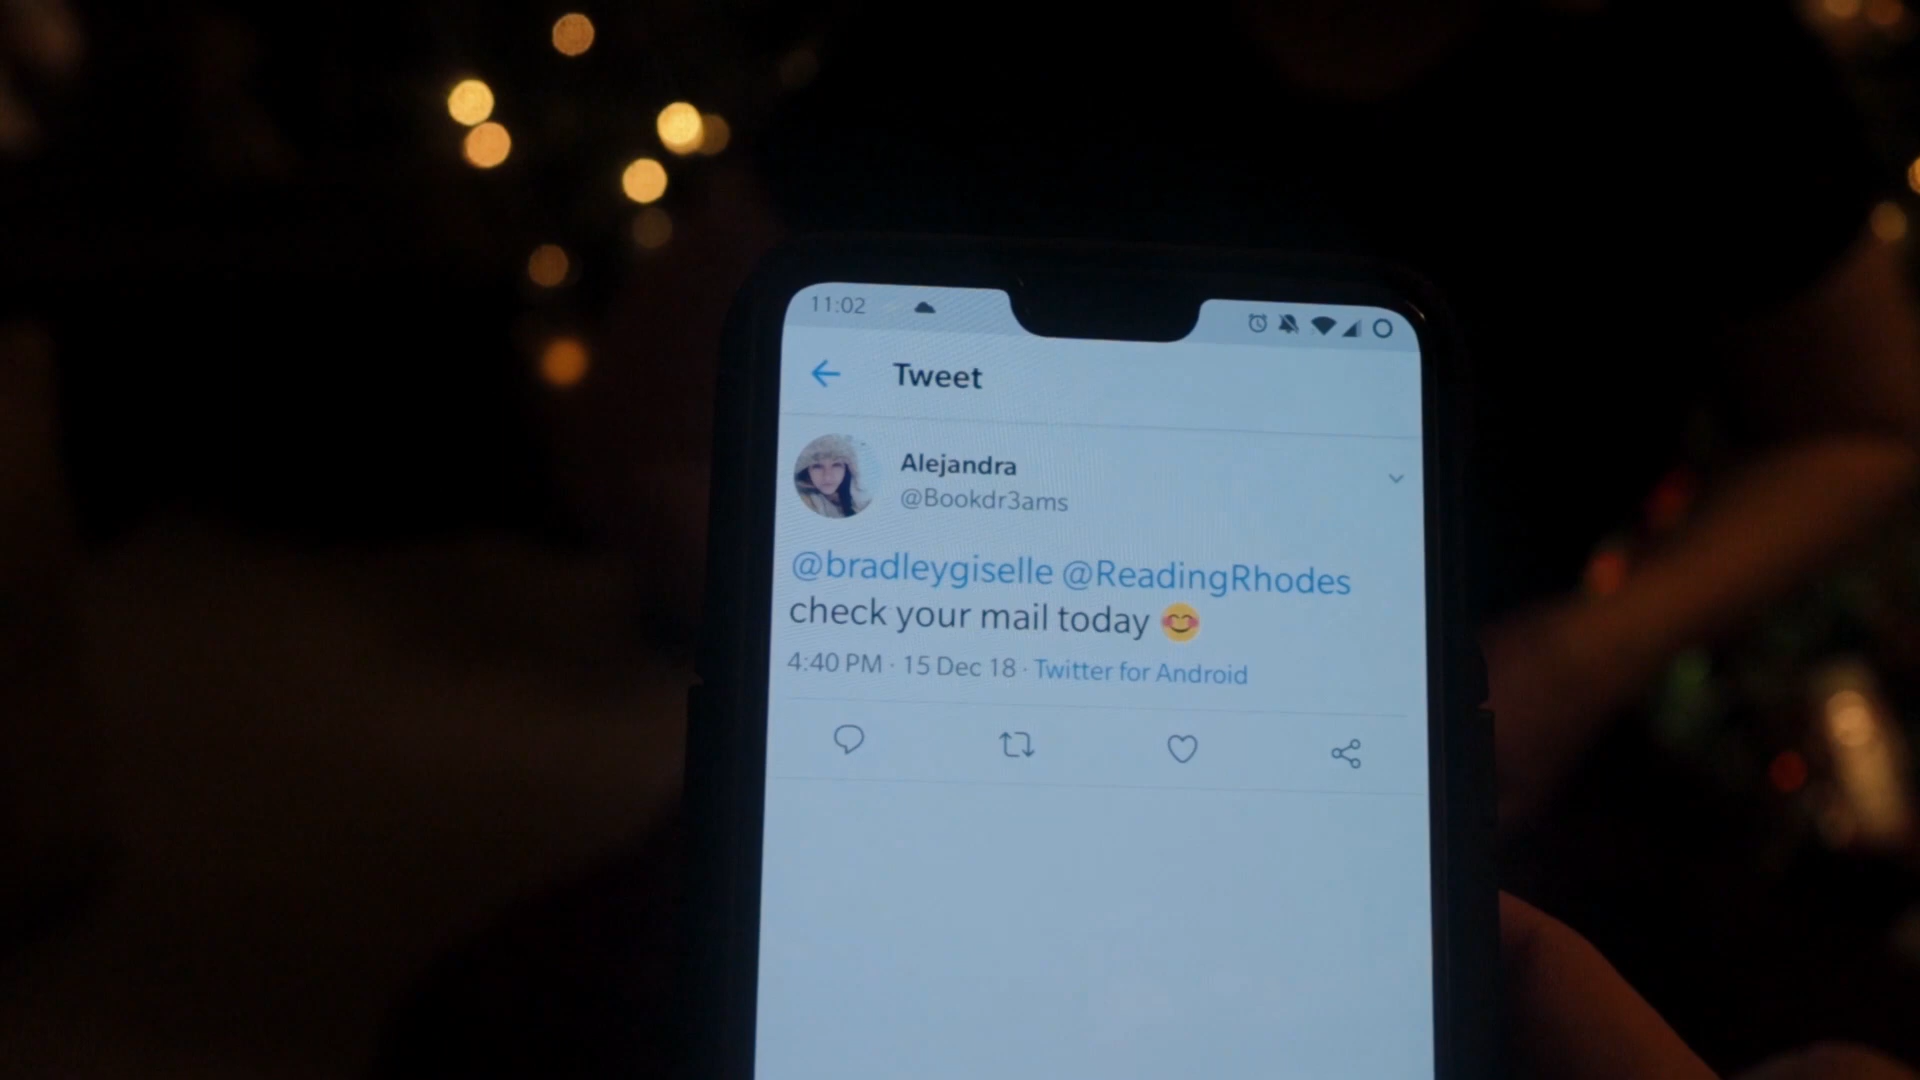 11:02
Tweet
Alejandra
@Bookdr3ams
@bradleygiselle @ReadingRhodes
check your mail today 😊
4:40 PM · 15 Dec 18 · Twitter for Android